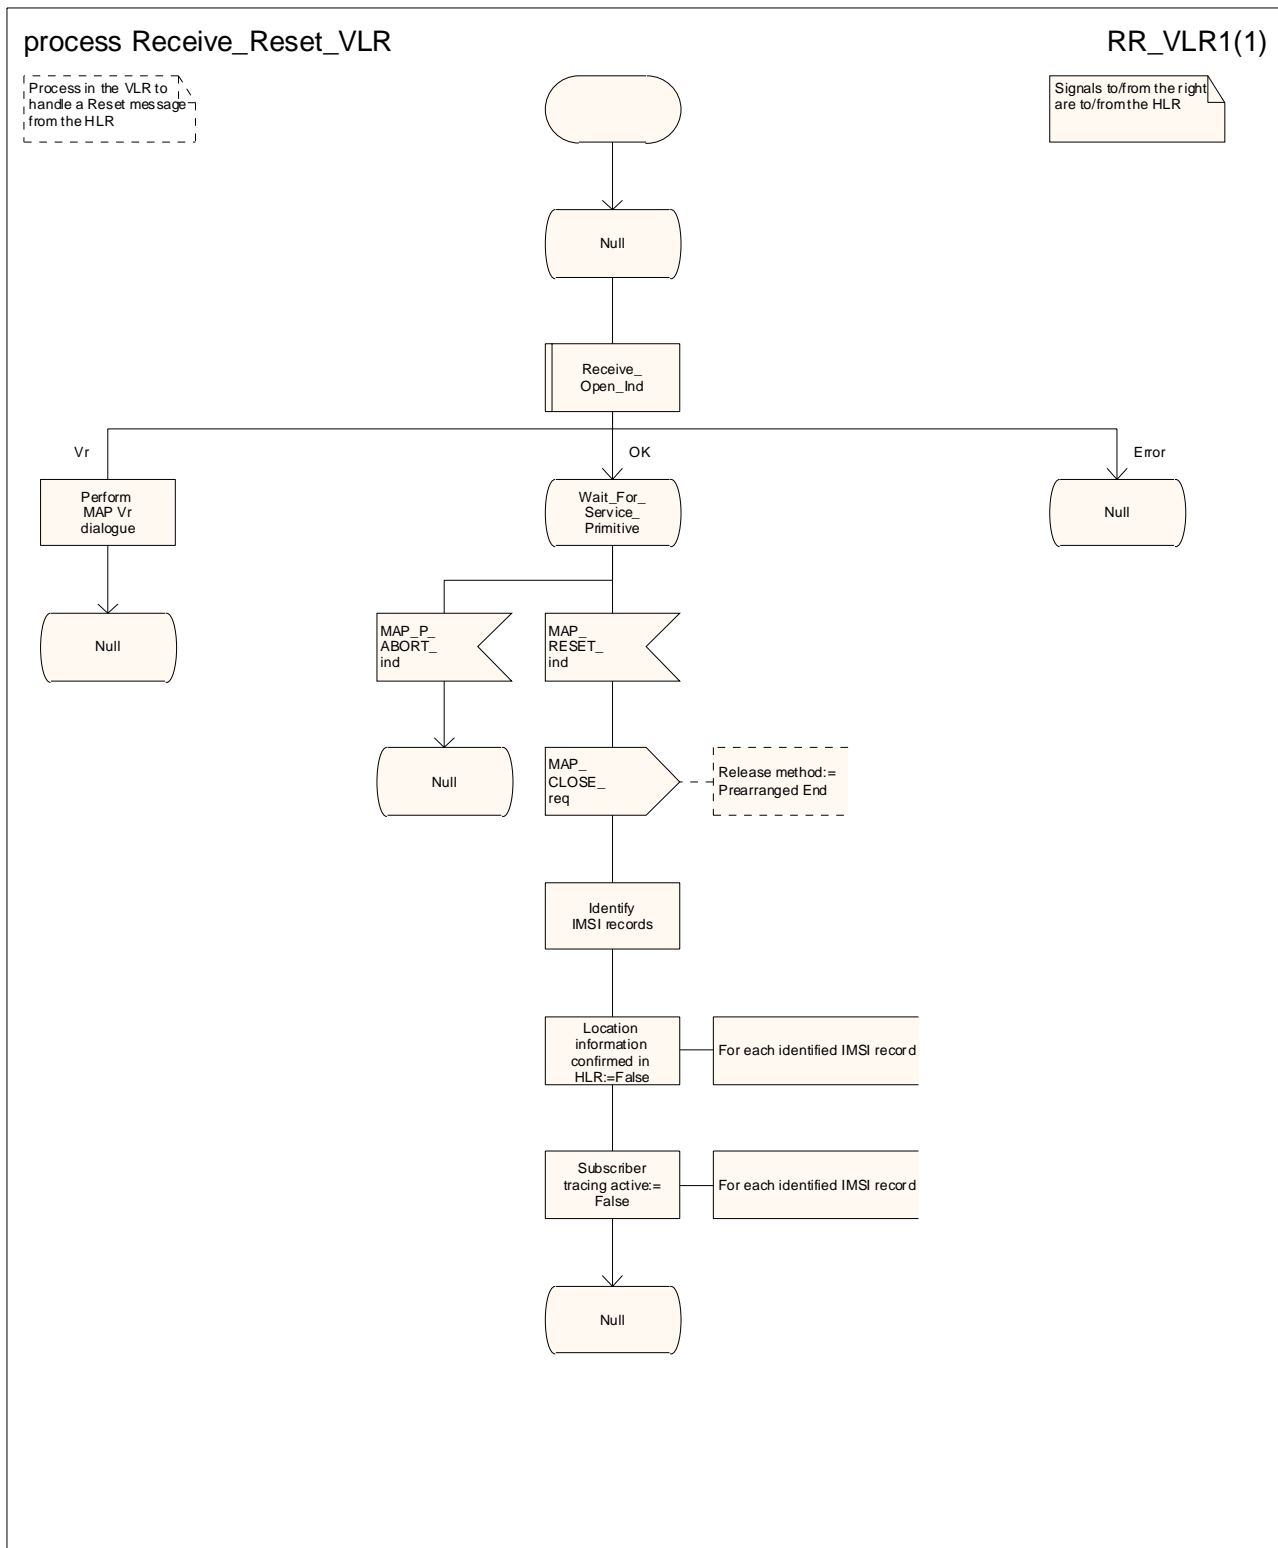 process Receive_Reset_VLR
RR_VLR1(1)
Process in the VLR to
handle a Reset message
from the HLR
Signals to/from the right
are to/from the HLR
Null
Receive_
Open_Ind
Vr
OK
Error
Perform
MAP Vr
dialogue
Wait_For_
Service_
Primitive
Null
Null
MAP_P_
ABORT_
ind
MAP_
RESET_
ind
Null
MAP_
CLOSE_
req
Release method:=
Prearranged End
Identify
IMSI records
Location
information
confirmed in
HLR:=False
For each identified IMSI record
Subscriber
tracing active:=
False
For each identified IMSI record
Null